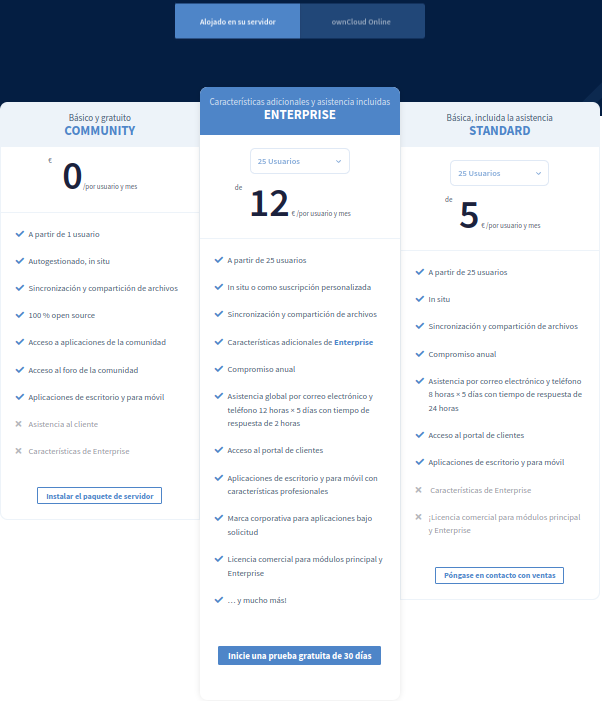 Alojado en su servidor
ownCloud Online
Básico y gratuito
COMMUNITY
€
0 /por usuario y mes
A partir de 1 usuario
Autogestionado, in situ
Sincronización y compartición de archivos
100 % open source
Acceso a aplicaciones de la comunidad
Acceso al foro de la comunidad
Aplicaciones de escritorio y para móvil
Asistencia al cliente
Características de Enterprise
Instalar el paquete de servidor
Características adicionales y asistencia incluidas
ENTERPRISE
25 Usuarios
de
12 € /por usuario y mes
A partir de 25 usuarios
In situ o como suscripción personalizada
Sincronización y compartición de archivos
Características adicionales de Enterprise
Compromiso anual
Asistencia global por correo electrónico y
teléfono 12 horas × 5 días con tiempo de
respuesta de 2 horas
Acceso al portal de clientes
Aplicaciones de escritorio y para móvil con
características profesionales
Marca corporativa para aplicaciones bajo
solicitud
Licencia comercial para módulos principal y
Enterprise
… y mucho más!
Inicie una prueba gratuita de 30 días
Básica, incluida la asistencia
STANDARD
25 Usuarios
de
5 € /por usuario y mes
A partir de 25 usuarios
In situ
Sincronización y compartición de archivos
Compromiso anual
Asistencia por correo electrónico y teléfono
8 horas × 5 días con tiempo de respuesta de
24 horas
Acceso al portal de clientes
Aplicaciones de escritorio y para móvil
Características de Enterprise
¡Licencia comercial para módulos principal
y Enterprise
Póngase en contacto con ventas